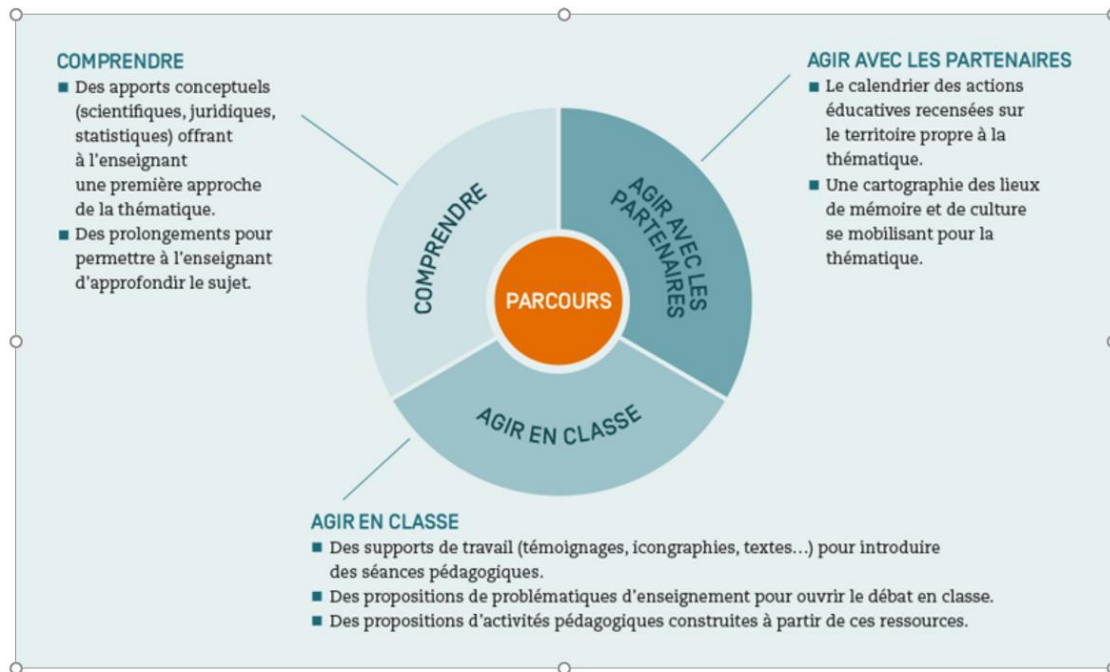 COMPRENDRE
■ Des apports conceptuels
(scientifiques, juridiques,
statistiques) offrant
à l'enseignant
une première approche
de la thématique.
■ Des prolongements pour
permettre à l'enseignant
d'approfondir le sujet.
AGIR AVEC LES PARTENAIRES
■ Le calendrier des actions
éducatives recensées sur
le territoire propre à la
thématique.
■ Une cartographie des lieux
de mémoire et de culture
se mobilisant pour la
thématique.
COMPRENDRE
AGIR AVEC LES
PARTENAIRES
PARCOURS
AGIR EN CLASSE
AGIR EN CLASSE
■ Des supports de travail (témoignages, icongraphies, textes...) pour introduire
des séances pédagogiques.
■ Des propositions de problématiques d'enseignement pour ouvrir le débat en classe.
■ Des propositions d'activités pédagogiques construites à partir de ces ressources.